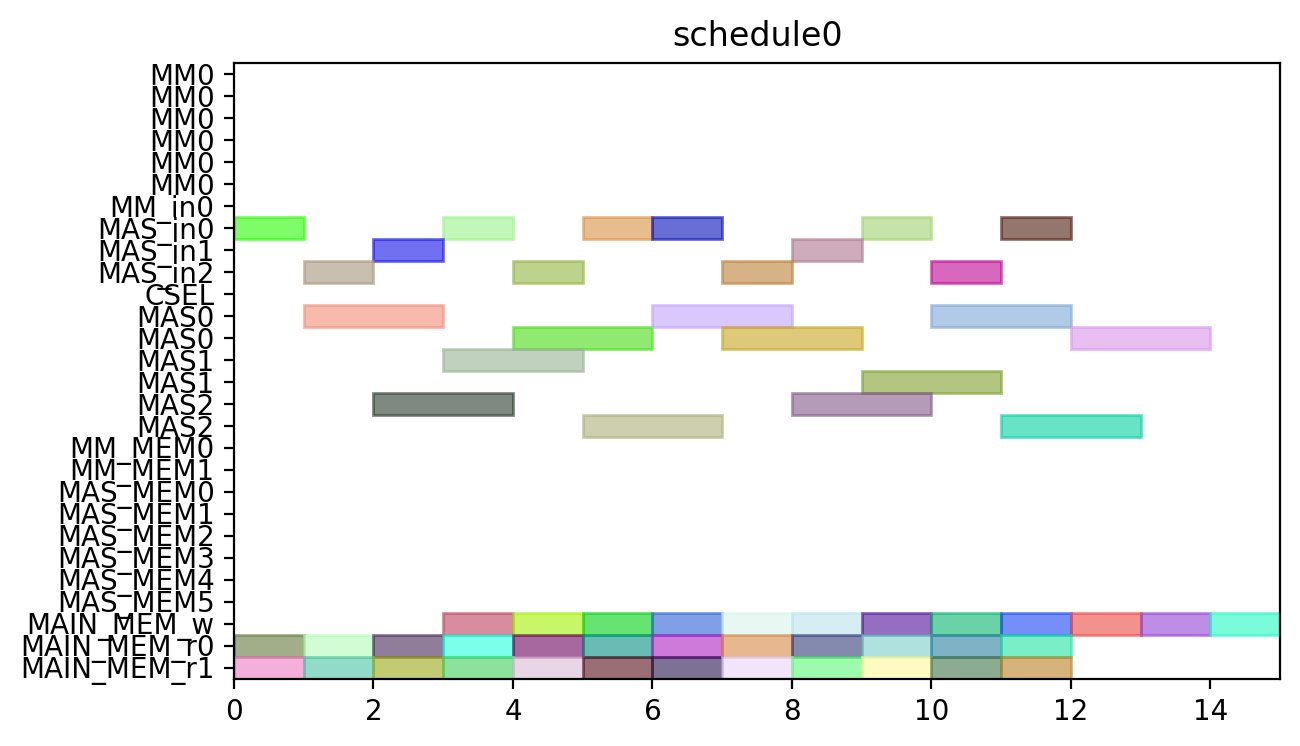 schedule0
MM0
MM0
MM0
MM0
MM0
MM0
MM_in0
MAS_in0
MAS_in1
MAS_in2
CSEL
MAS0
MAS0
MAS1
MAS1
MAS2
MAS2
MM_MEM0
MM_MEM1
MAS_MEM0
MAS_MEM1
MAS_MEM2
MAS_MEM3
MAS_MEM4
MAS_MEM5
MAIN_MEM_w
MAIN_MEM_r0
MAIN_MEM_r1
0 2 4 6 8 10 12 14